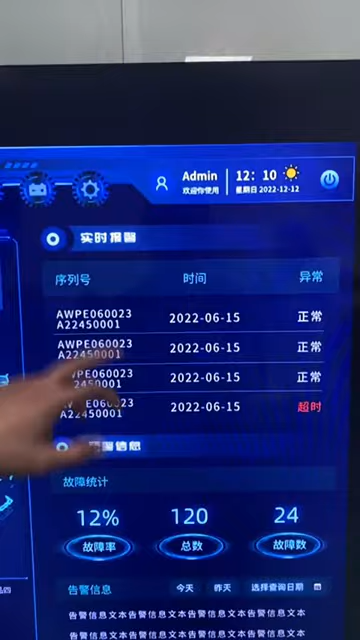 Admin
12: 10
欢迎你使用
星期日 2022-12-12
实时报警
序列号 时间 异常
AWPE060023
A22450001 2022-06-15 正常
AWPE060023
A22450001 2022-06-15 正常
PE060023
22450001 2022-06-15 正常
E060023
A22450001 2022-06-15 超时
信息
故障统计
12% 120 24
故障率 总数 故障数
告警信息 今天 昨天 选择查询日期
告警信息文本告警信息文本告警信息文本告警信息文本
告警信息文本告警信息文本告警信息文本告警信息文本